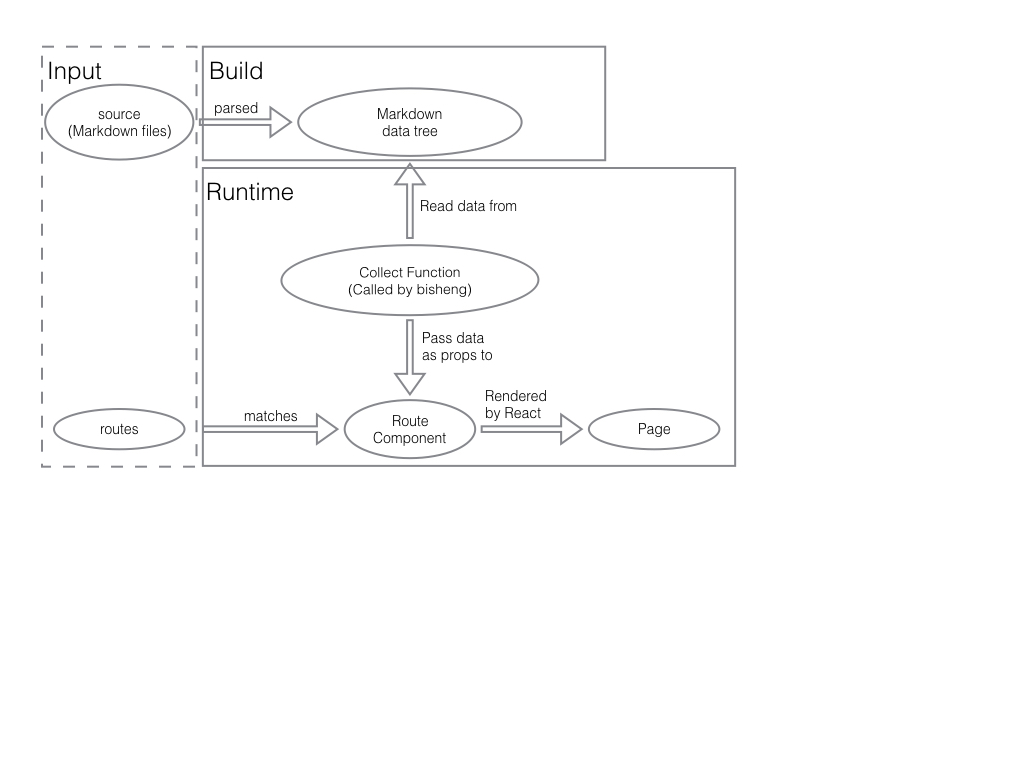 Input
Build
source
(Markdown files)
parsed
Markdown
data tree
Runtime
Read data from
Collect Function
(Called by bisheng)
Pass data
as props to
routes
matches
Route
Component
Rendered
by React
Page